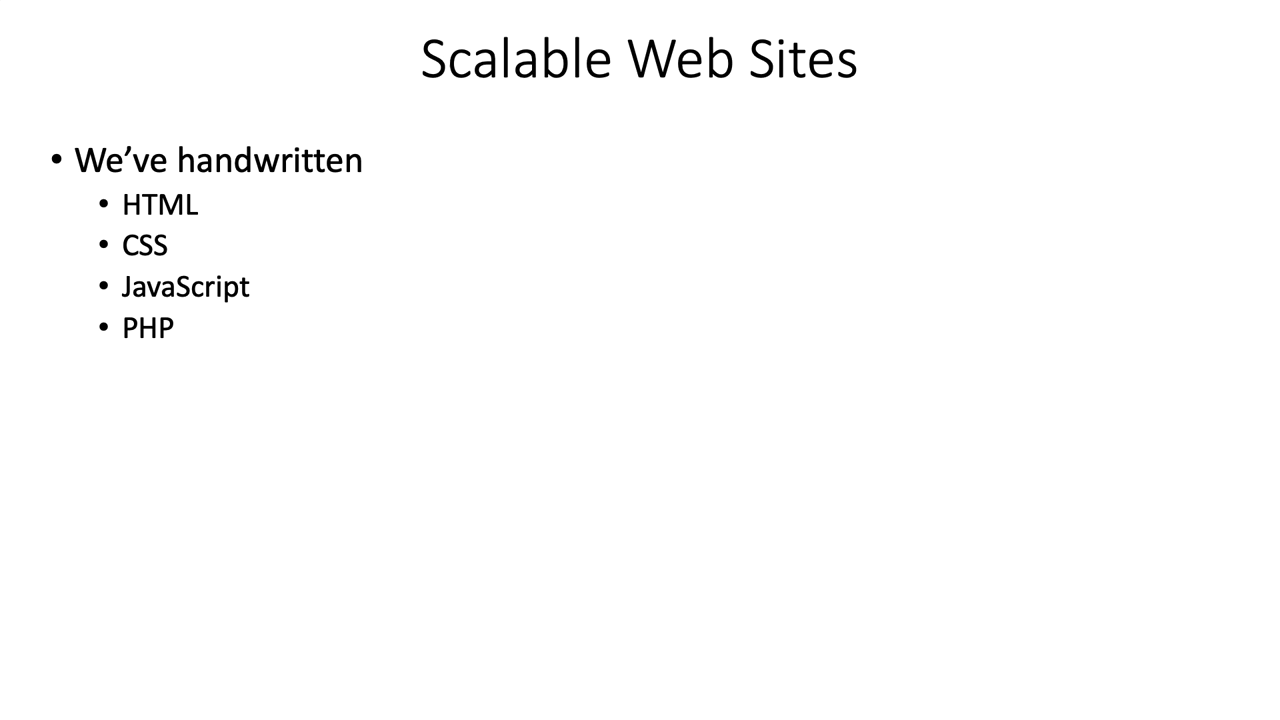 Scalable Web Sites
• We’ve handwritten
• HTML
• CSS
• JavaScript
• PHP